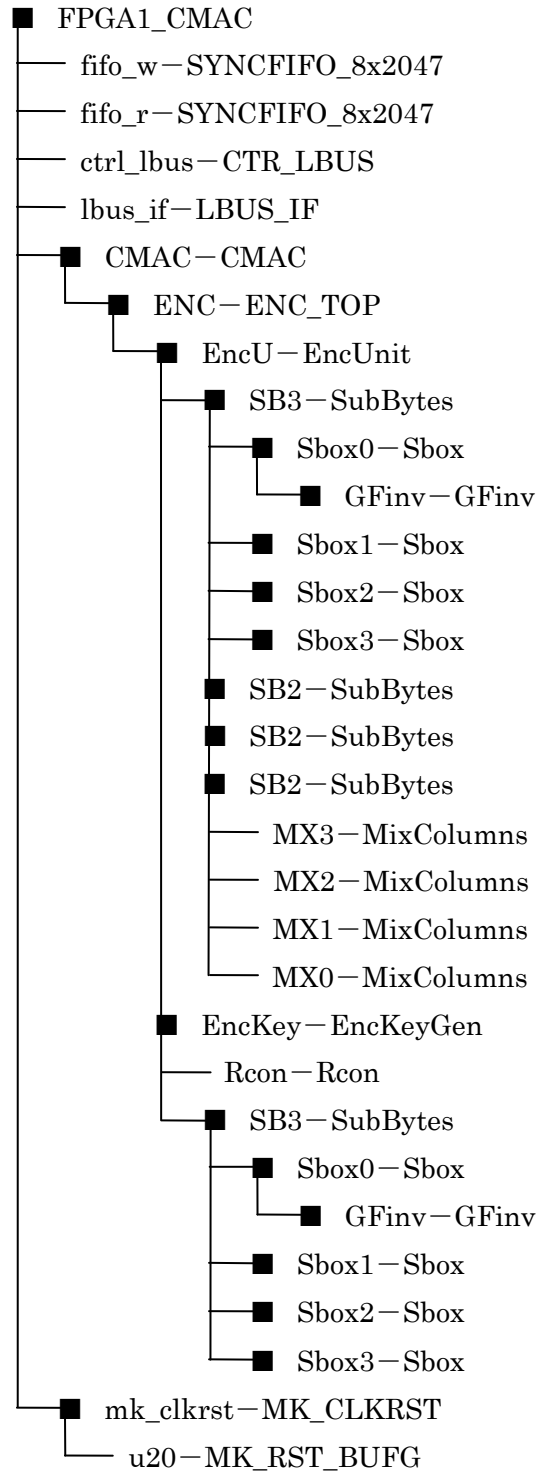 FPGA1_CMAC
fifo_w−SYNCFIFO_8x2047
fifo_r−SYNCFIFO_8x2047
ctrl_lbus−CTR_LBUS
lbus_if−LBUS_IF
CMAC−CMAC
ENC−ENC_TOP
EncU−EncUnit
SB3−SubBytes
Sbox0−Sbox
GFinv−GFinv
Sbox1−Sbox
Sbox2−Sbox
Sbox3−Sbox
SB2−SubBytes
SB2−SubBytes
SB2−SubBytes
MX3−MixColumns
MX2−MixColumns
MX1−MixColumns
MX0−MixColumns
EncKey−EncKeyGen
Rcon−Rcon
SB3−SubBytes
Sbox0−Sbox
GFinv−GFinv
Sbox1−Sbox
Sbox2−Sbox
Sbox3−Sbox
mk_clkrst−MK_CLKRST
u20−MK_RST_BUFG